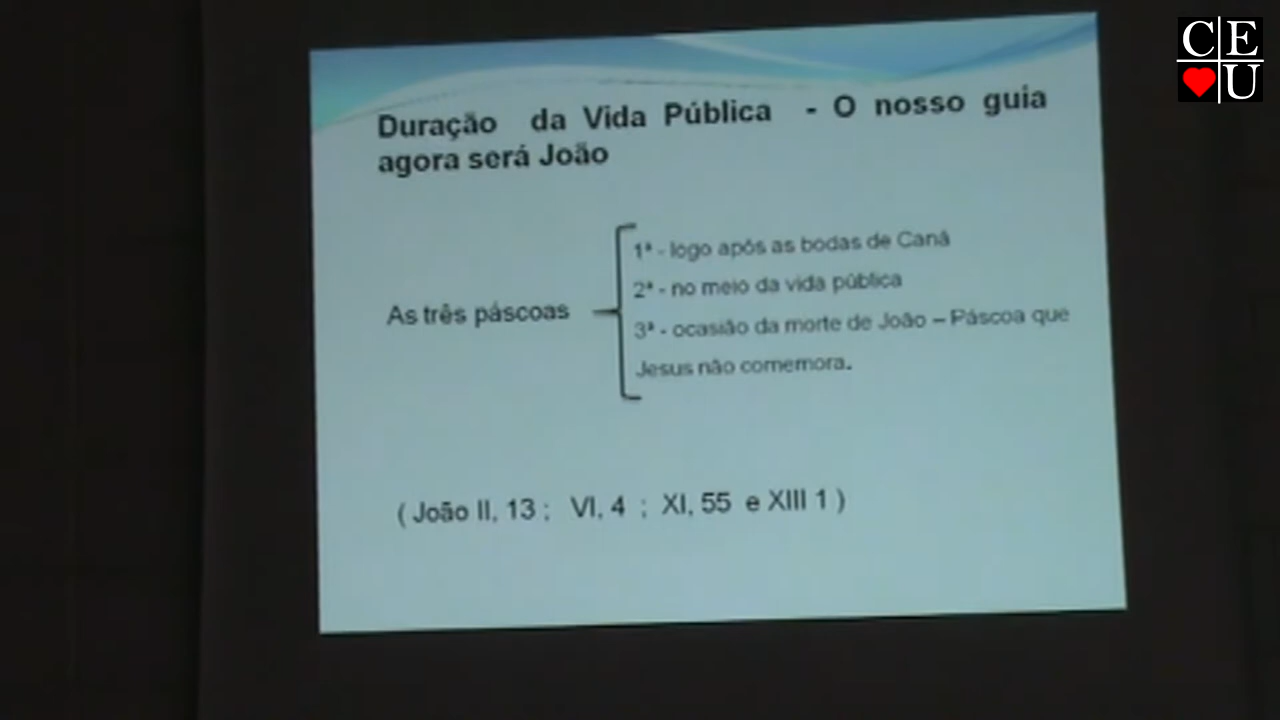 Duração da Vida Pública - O nosso guia
agora será João
As três páscoas
1ª - logo após as bodas de Caná
2ª - no meio da vida pública
3ª - ocasião da morte de João – Páscoa que
Jesus não comemora.
( João II, 13 ; VI, 4 ; XI, 55 e XIII 1 )
CE
U